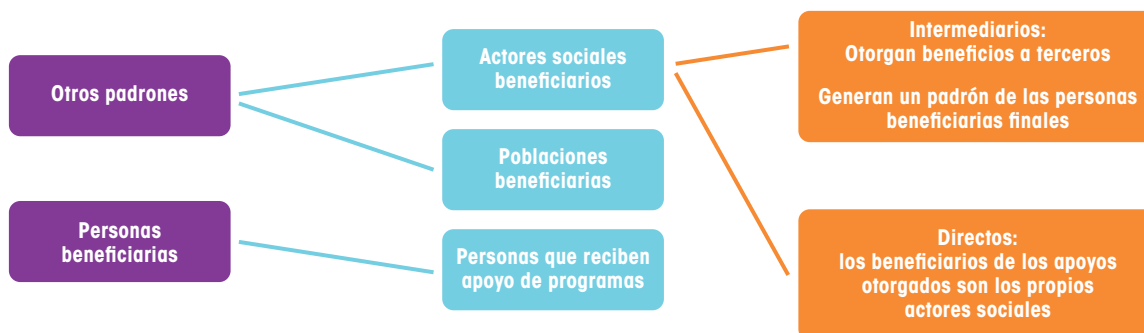 Otros padrones
Personas
beneficiarias
Actores sociales
beneficiarios
Poblaciones
beneficiarias
Personas que reciben
apoyo de programas
Intermediarios:
Otorgan beneficios a terceros
Generan un padrón de las personas
beneficiarias finales
Directos:
los beneficiarios de los apoyos
otorgados son los propios
actores sociales